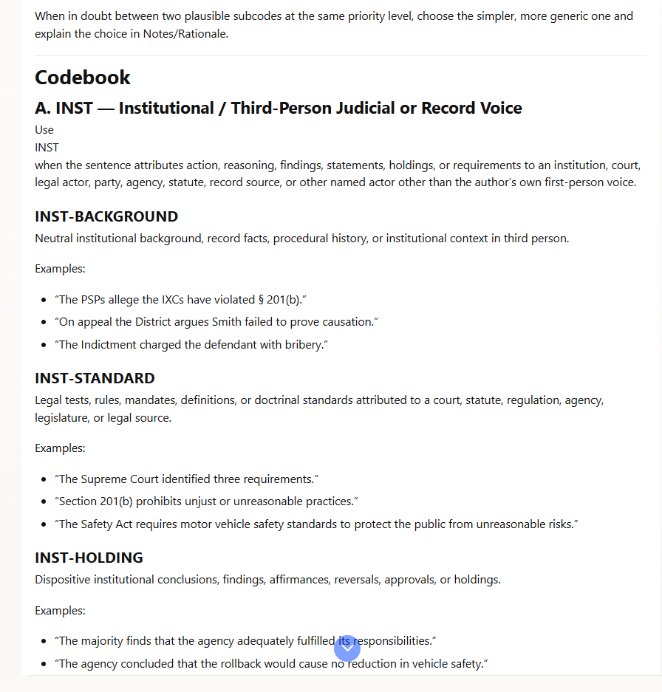 When in doubt between two plausible subcodes at the same priority level, choose the simpler, more generic one and
explain the choice in Notes/Rationale.
Codebook
A. INST — Institutional / Third-Person Judicial or Record Voice
Use
INST
when the sentence attributes action, reasoning, findings, statements, holdings, or requirements to an institution, court,
legal actor, party, agency, statute, record source, or other named actor other than the author's own first-person voice.
INST-BACKGROUND
Neutral institutional background, record facts, procedural history, or institutional context in third person.
Examples:
• "The PSPs allege the IXCs have violated § 201(b)."
• "On appeal the District argues Smith failed to prove causation."
• "The Indictment charged the defendant with bribery."
INST-STANDARD
Legal tests, rules, mandates, definitions, or doctrinal standards attributed to a court, statute, regulation, agency,
legislature, or legal source.
Examples:
• "The Supreme Court identified three requirements."
• "Section 201(b) prohibits unjust or unreasonable practices."
• "The Safety Act requires motor vehicle safety standards to protect the public from unreasonable risks."
INST-HOLDING
Dispositive institutional conclusions, findings, affirmances, reversals, approvals, or holdings.
Examples:
• "The majority finds that the agency adequately fulfilled its responsibilities."
• "The agency concluded that the rollback would cause no reduction in vehicle safety."